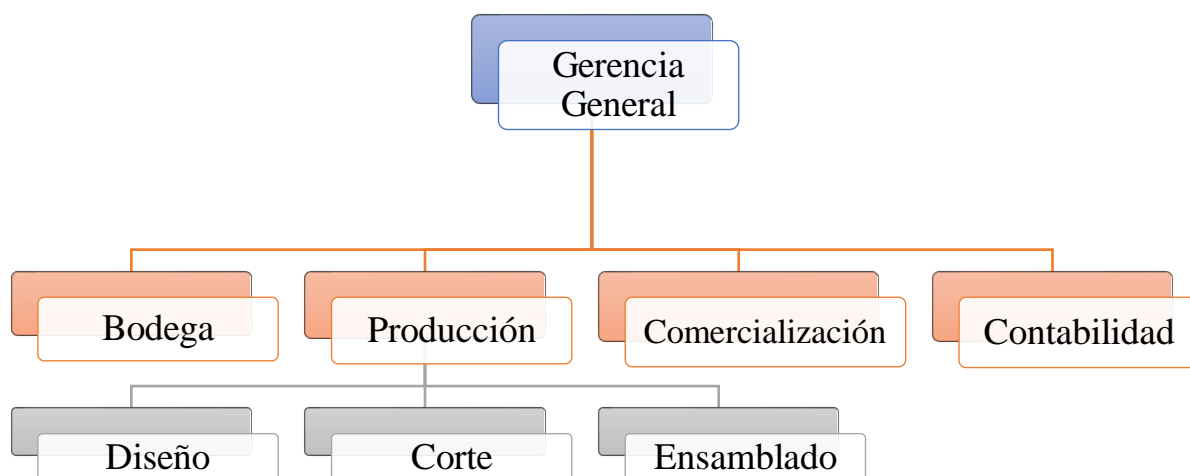 Gerencia
General
Bodega
Producción
Comercialización
Contabilidad
Diseño
Corte
Ensamblado